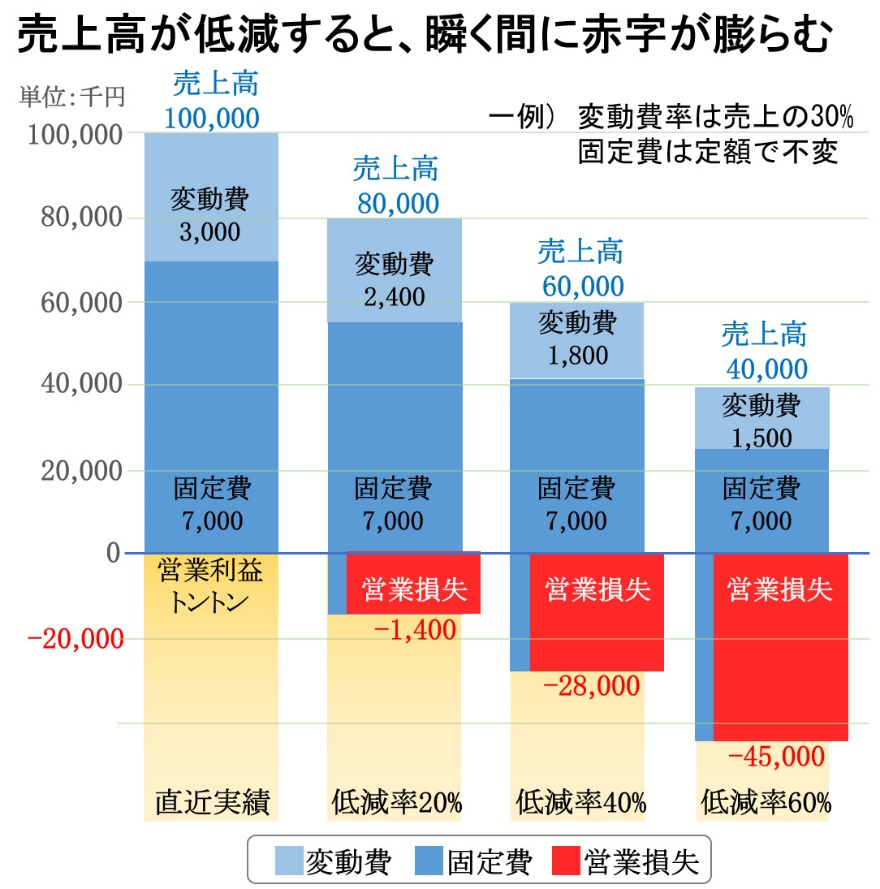 売上高が低減すると、瞬く間に赤字が膨らむ
単位：千円
一例） 変動費率は売上の30%
固定費は定額で不変
100,000
80,000
60,000
40,000
20,000
0
-20,000
売上高
100,000
変動費
3,000
固定費
7,000
営業利益
トントン
直近実績
売上高
80,000
変動費
2,400
固定費
7,000
営業損失
-1,400
低減率20%
売上高
60,000
変動費
1,800
固定費
7,000
営業損失
-28,000
低減率40%
売上高
40,000
変動費
1,500
固定費
7,000
営業損失
-45,000
低減率60%
変動費 固定費 営業損失